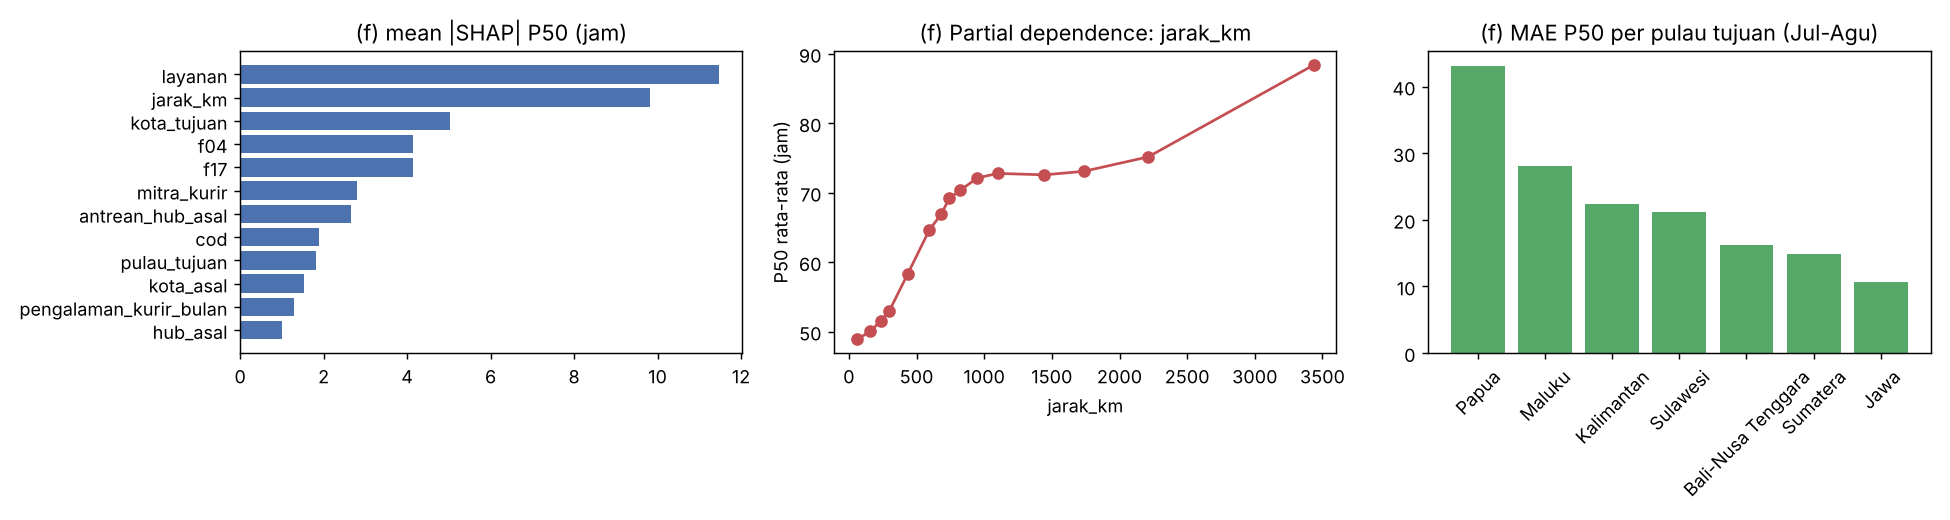 (f) mean |SHAP| P50 (jam)
layanan
jarak_km
kota_tujuan
f04
f17
mitra_kurir
antrean_hub_asal
cod
pulau_tujuan
kota_asal
pengalaman_kurir_bulan
hub_asal
0 2 4 6 8 10 12
(f) Partial dependence: jarak_km
P50 rata-rata (jam)
90
80
70
60
50
0 500 1000 1500 2000 2500 3000 3500
jarak_km
(f) MAE P50 per pulau tujuan (Jul-Agu)
40
30
20
10
0
Papua
Maluku
Kalimantan
Sulawesi
Bali-Nusa Tenggara
Sumatera
Jawa